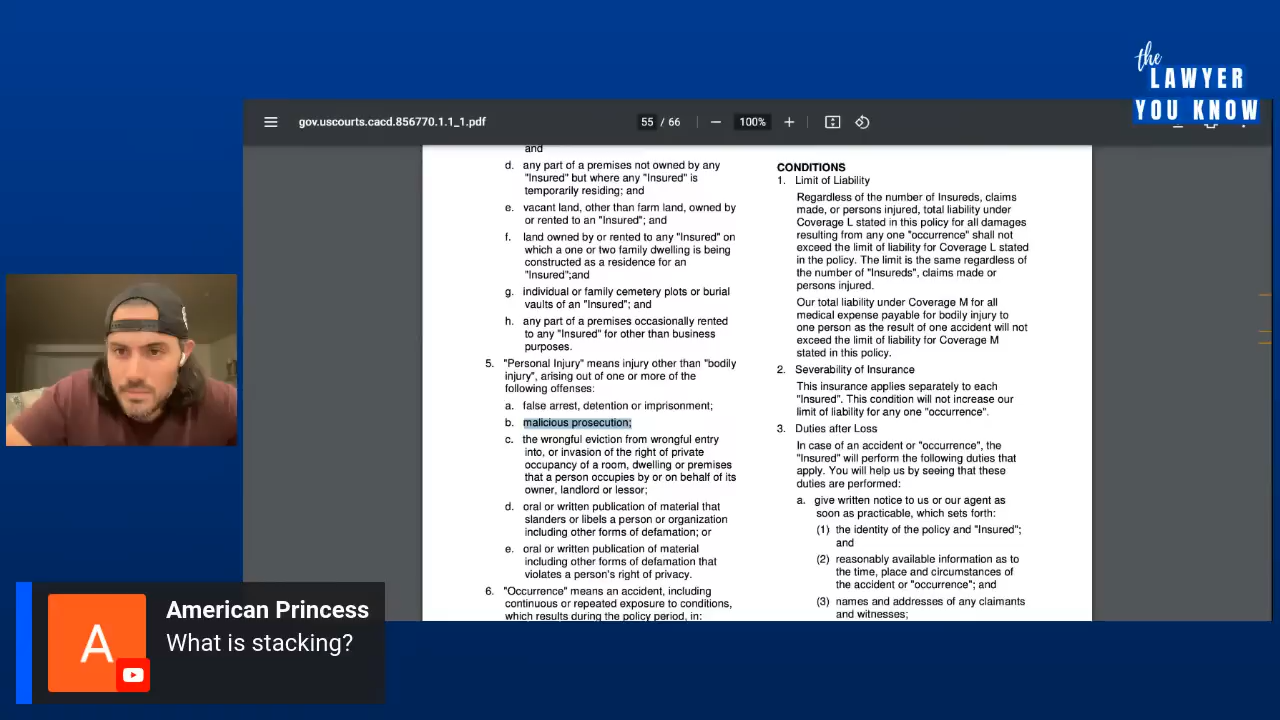 the
LAWYER
YOU KNOW
gov.uscourts.cacd.856770.1.1_1.pdf
55 / 66
100%
and
d. any part of a premises not owned by any
"Insured" but where any "Insured" is
temporarily residing; and
e. vacant land, other than farm land, owned by
or rented to an "Insured"; and
f. land owned by or rented to any "Insured" on
which a one or two family dwelling is being
constructed as a residence for an
"Insured";and
g. individual or family cemetery plots or burial
vaults of an "Insured"; and
h. any part of a premises occasionally rented
to any "Insured" for other than business
purposes.
5. "Personal Injury" means injury other than "bodily
injury", arising out of one or more of the
following offenses:
a. false arrest, detention or imprisonment;
b. malicious prosecution;
c. the wrongful eviction from wrongful entry
into, or invasion of the right of private
occupancy of a room, dwelling or premises
that a person occupies by or on behalf of its
owner, landlord or lessor;
d. oral or written publication of material that
slanders or libels a person or organization
including other forms of defamation; or
e. oral or written publication of material
including other forms of defamation that
violates a person's right of privacy.
6. "Occurrence" means an accident, including
continuous or repeated exposure to conditions,
which results during the policy period, in:
CONDITIONS
1. Limit of Liability
Regardless of the number of Insureds, claims
made, or persons injured, total liability under
Coverage L stated in this policy for all damages
resulting from any one "occurrence" shall not
exceed the limit of liability for Coverage L stated
in the policy. The limit is the same regardless of
the number of "Insureds", claims made or
persons injured.
Our total liability under Coverage M for all
medical expense payable for bodily injury to
one person as the result of one accident will not
exceed the limit of liability for Coverage M
stated in this policy.
2. Severability of Insurance
This insurance applies separately to each
"Insured". This condition will not increase our
limit of liability for any one "occurrence".
3. Duties after Loss
In case of an accident or "occurrence", the
"Insured" will perform the following duties that
apply. You will help us by seeing that these
duties are performed:
a. give written notice to us or our agent as
soon as practicable, which sets forth:
(1) the identity of the policy and "Insured";
and
(2) reasonably available information as to
the time, place and circumstances of
the accident or "occurrence"; and
(3) names and addresses of any claimants
and witnesses;
A
American Princess
What is stacking?